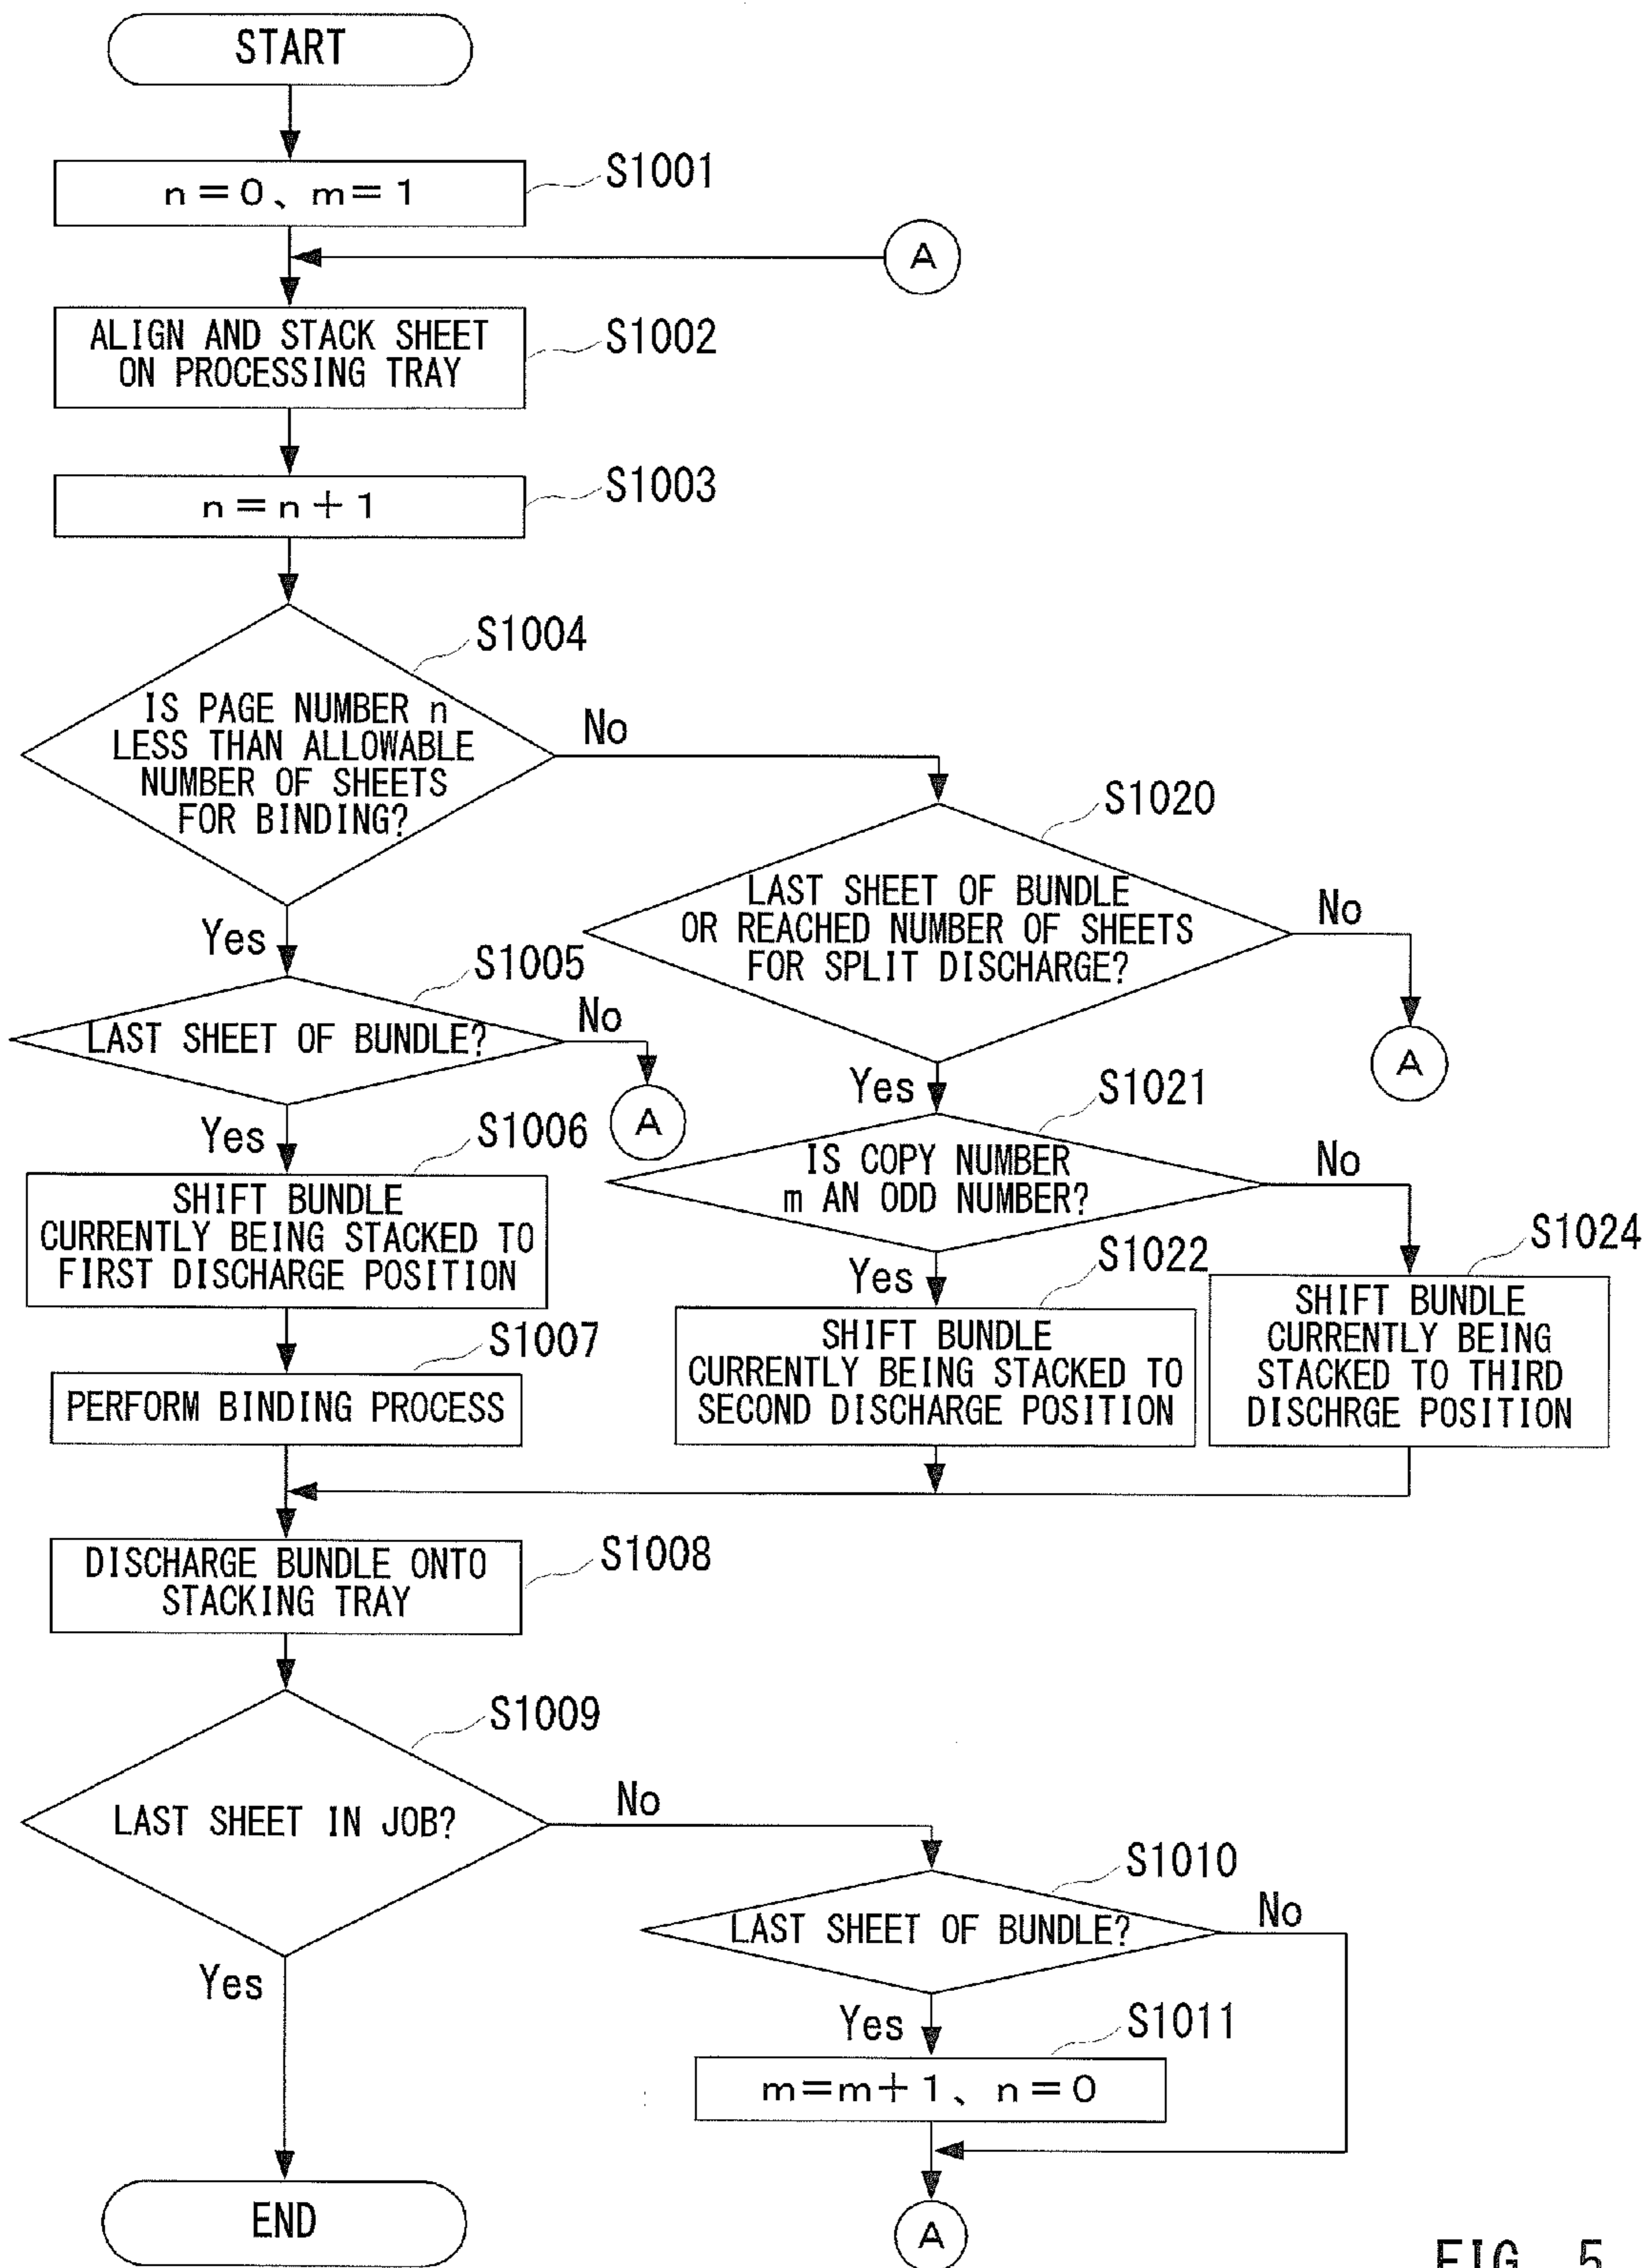 START
n=0、m=1
S1001
A
ALIGN AND STACK SHEET
ON PROCESSING TRAY
S1002
n=n+1
S1003
S1004
IS PAGE NUMBER n
LESS THAN ALLOWABLE
NUMBER OF SHEETS
FOR BINDING?
No
Yes
S1020
LAST SHEET OF BUNDLE
OR REACHED NUMBER OF SHEETS
FOR SPLIT DISCHARGE?
No
A
Yes
S1005
LAST SHEET OF BUNDLE?
No
A
Yes
S1021
IS COPY NUMBER
m AN ODD NUMBER?
No
Yes
S1006
SHIFT BUNDLE
CURRENTLY BEING STACKED TO
FIRST DISCHARGE POSITION
S1022
SHIFT BUNDLE
CURRENTLY BEING STACKED TO
SECOND DISCHARGE POSITION
S1024
SHIFT BUNDLE
CURRENTLY BEING
STACKED TO THIRD
DISCHRGE POSITION
S1007
PERFORM BINDING PROCESS
DISCHARGE BUNDLE ONTO
STACKING TRAY
S1008
S1009
LAST SHEET IN JOB?
No
Yes
S1010
LAST SHEET OF BUNDLE?
No
Yes
S1011
m=m+1、n=0
A
END
FIG. 5